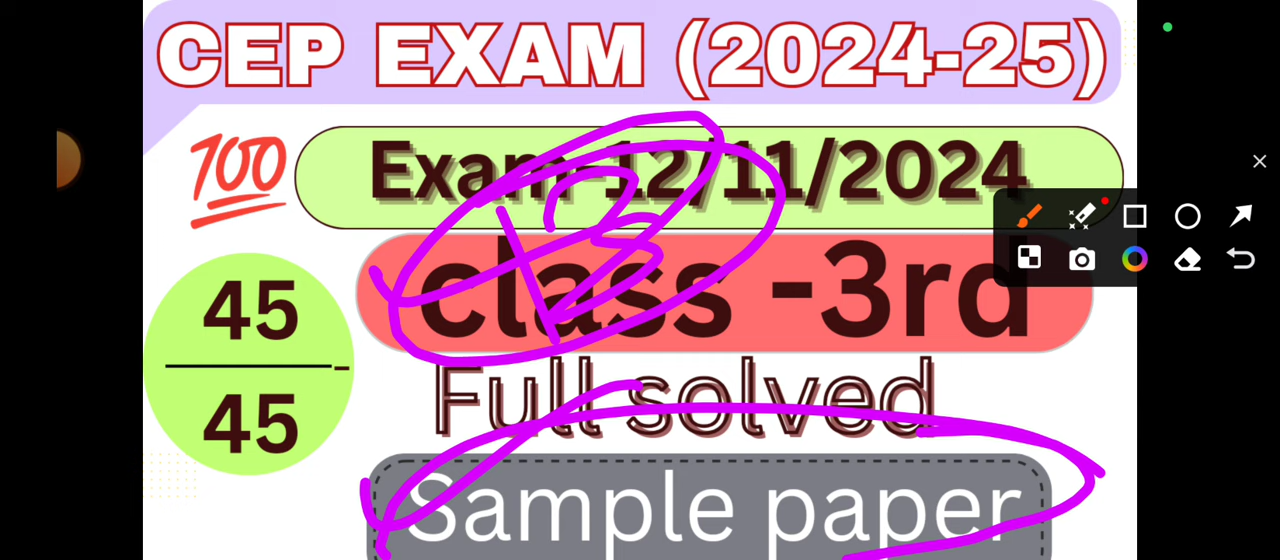 CEP EXAM (2024-25)
100
Exam-12/11/2024
45
45
class -3rd
Full solved
Sample paper